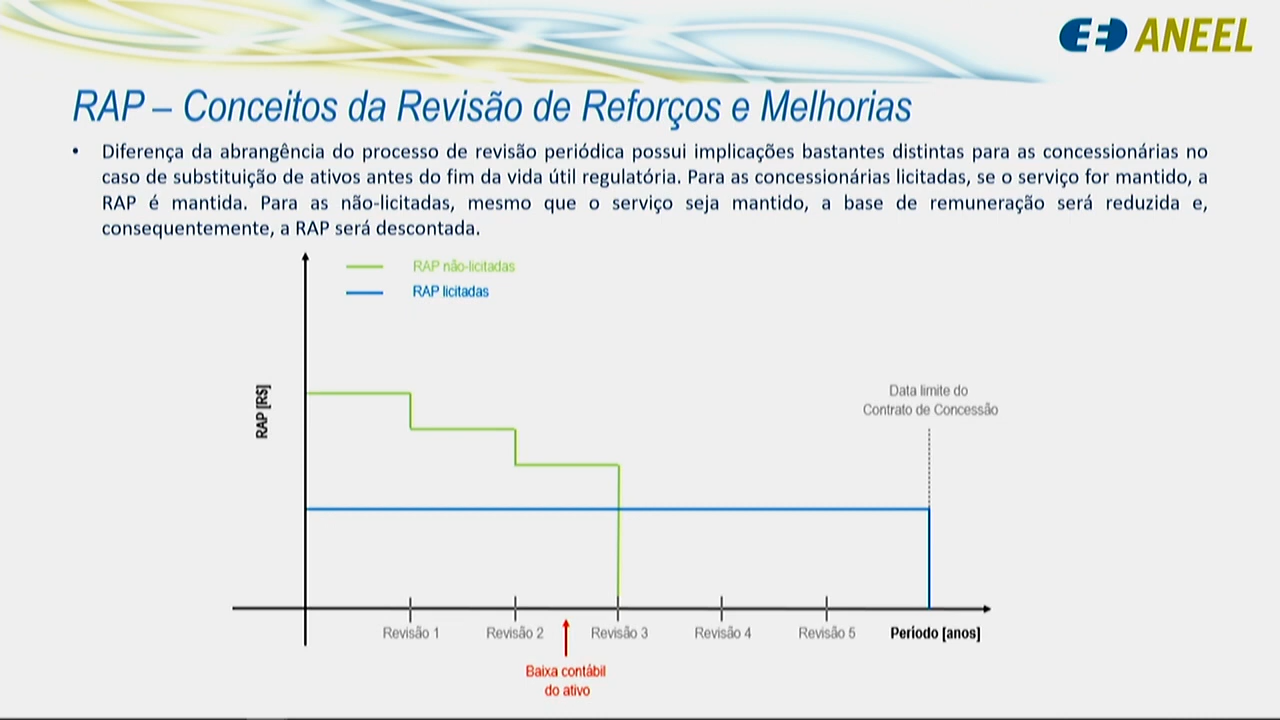 ANEEL
RAP – Conceitos da Revisão de Reforços e Melhorias
• Diferença da abrangência do processo de revisão periódica possui implicações bastantes distintas para as concessionárias no
caso de substituição de ativos antes do fim da vida útil regulatória. Para as concessionárias licitadas, se o serviço for mantido, a
RAP é mantida. Para as não-licitadas, mesmo que o serviço seja mantido, a base de remuneração será reduzida e,
consequentemente, a RAP será descontada.
RAP não-licitadas
RAP licitadas
RAP [R$]
Data limite do
Contrato de Concessão
Revisão 1
Revisão 2
Revisão 3
Revisão 4
Revisão 5
Período [anos]
Baixa contábil
do ativo